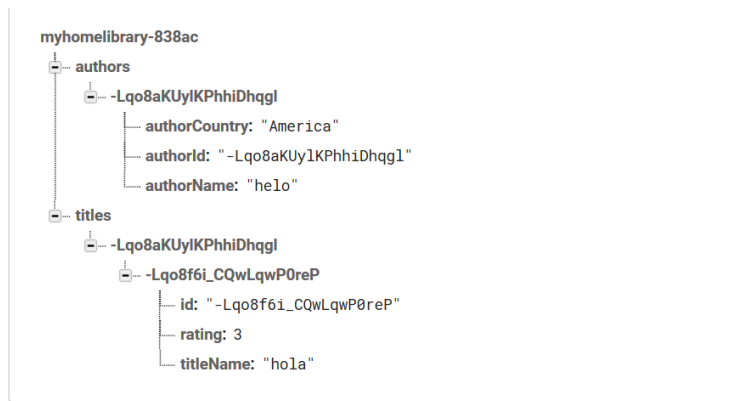 myhomelibrary-838ac
authors
-Lqo8aKUylKPhhiDhqgl
authorCountry: "America"
authorId: "-Lqo8aKUylKPhhiDhqgl"
authorName: "helo"
titles
-Lqo8aKUylKPhhiDhqgl
-Lqo8f6i_CQwLqwP0reP
id: "-Lqo8f6i_CQwLqwP0reP"
rating: 3
titleName: "hola"